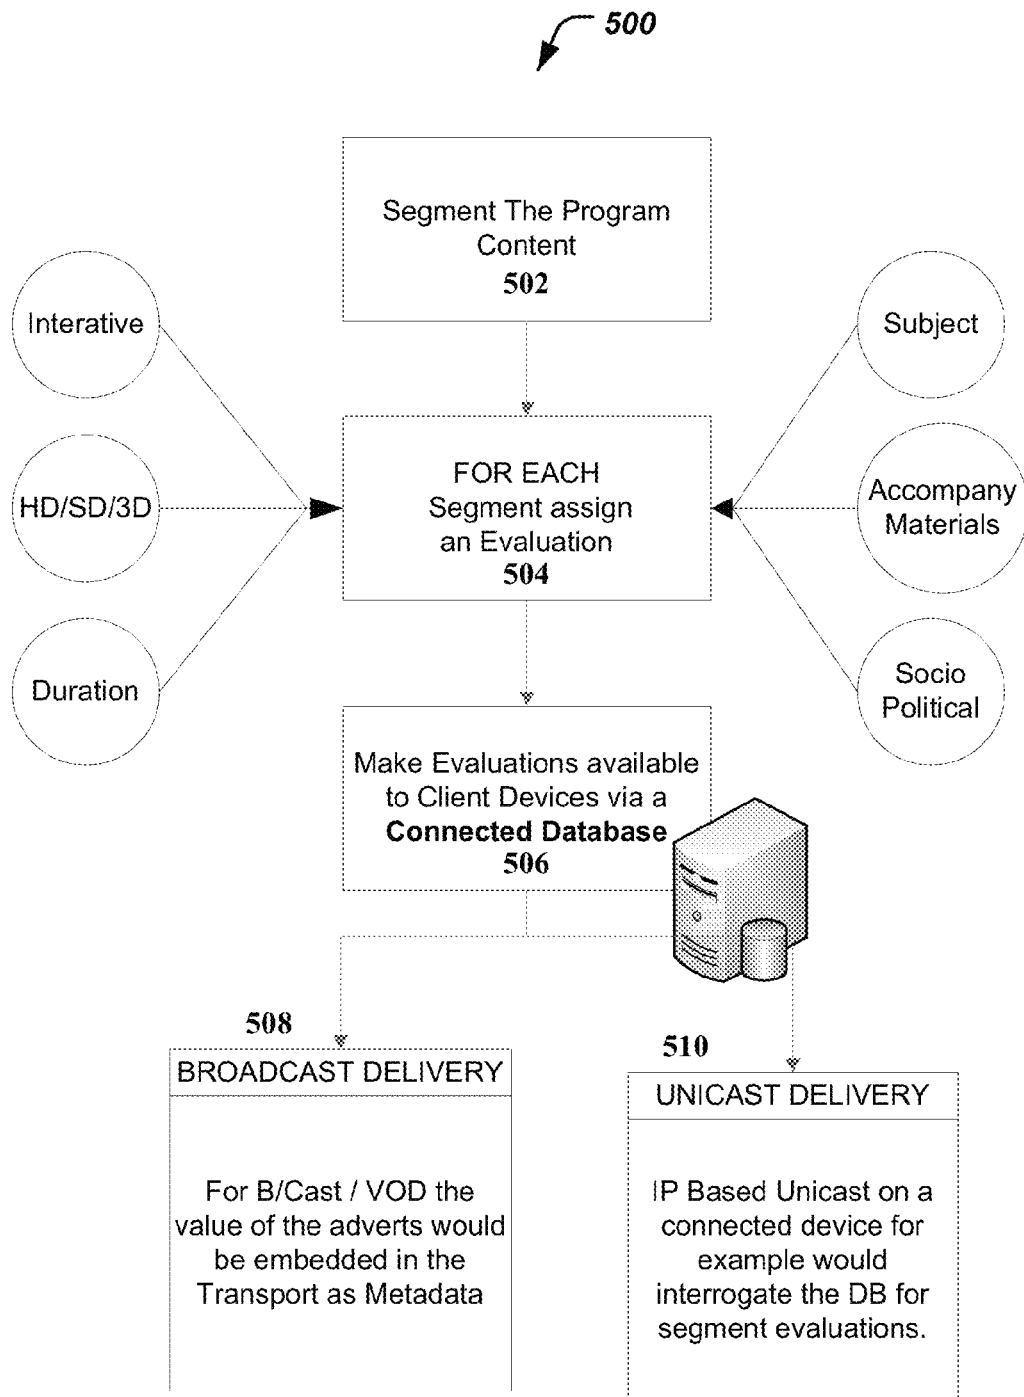 500
Segment The Program
Content
502
Interative
HD/SD/3D
Duration
Subject
Accompany
Materials
Socio
Political
FOR EACH
Segment assign
an Evaluation
504
Make Evaluations available
to Client Devices via a
Connected Database
506
508
BROADCAST DELIVERY
For B/Cast / VOD the
value of the adverts would
be embedded in the
Transport as Metadata
510
UNICAST DELIVERY
IP Based Unicast on a
connected device for
example would
interrogate the DB for
segment evaluations.